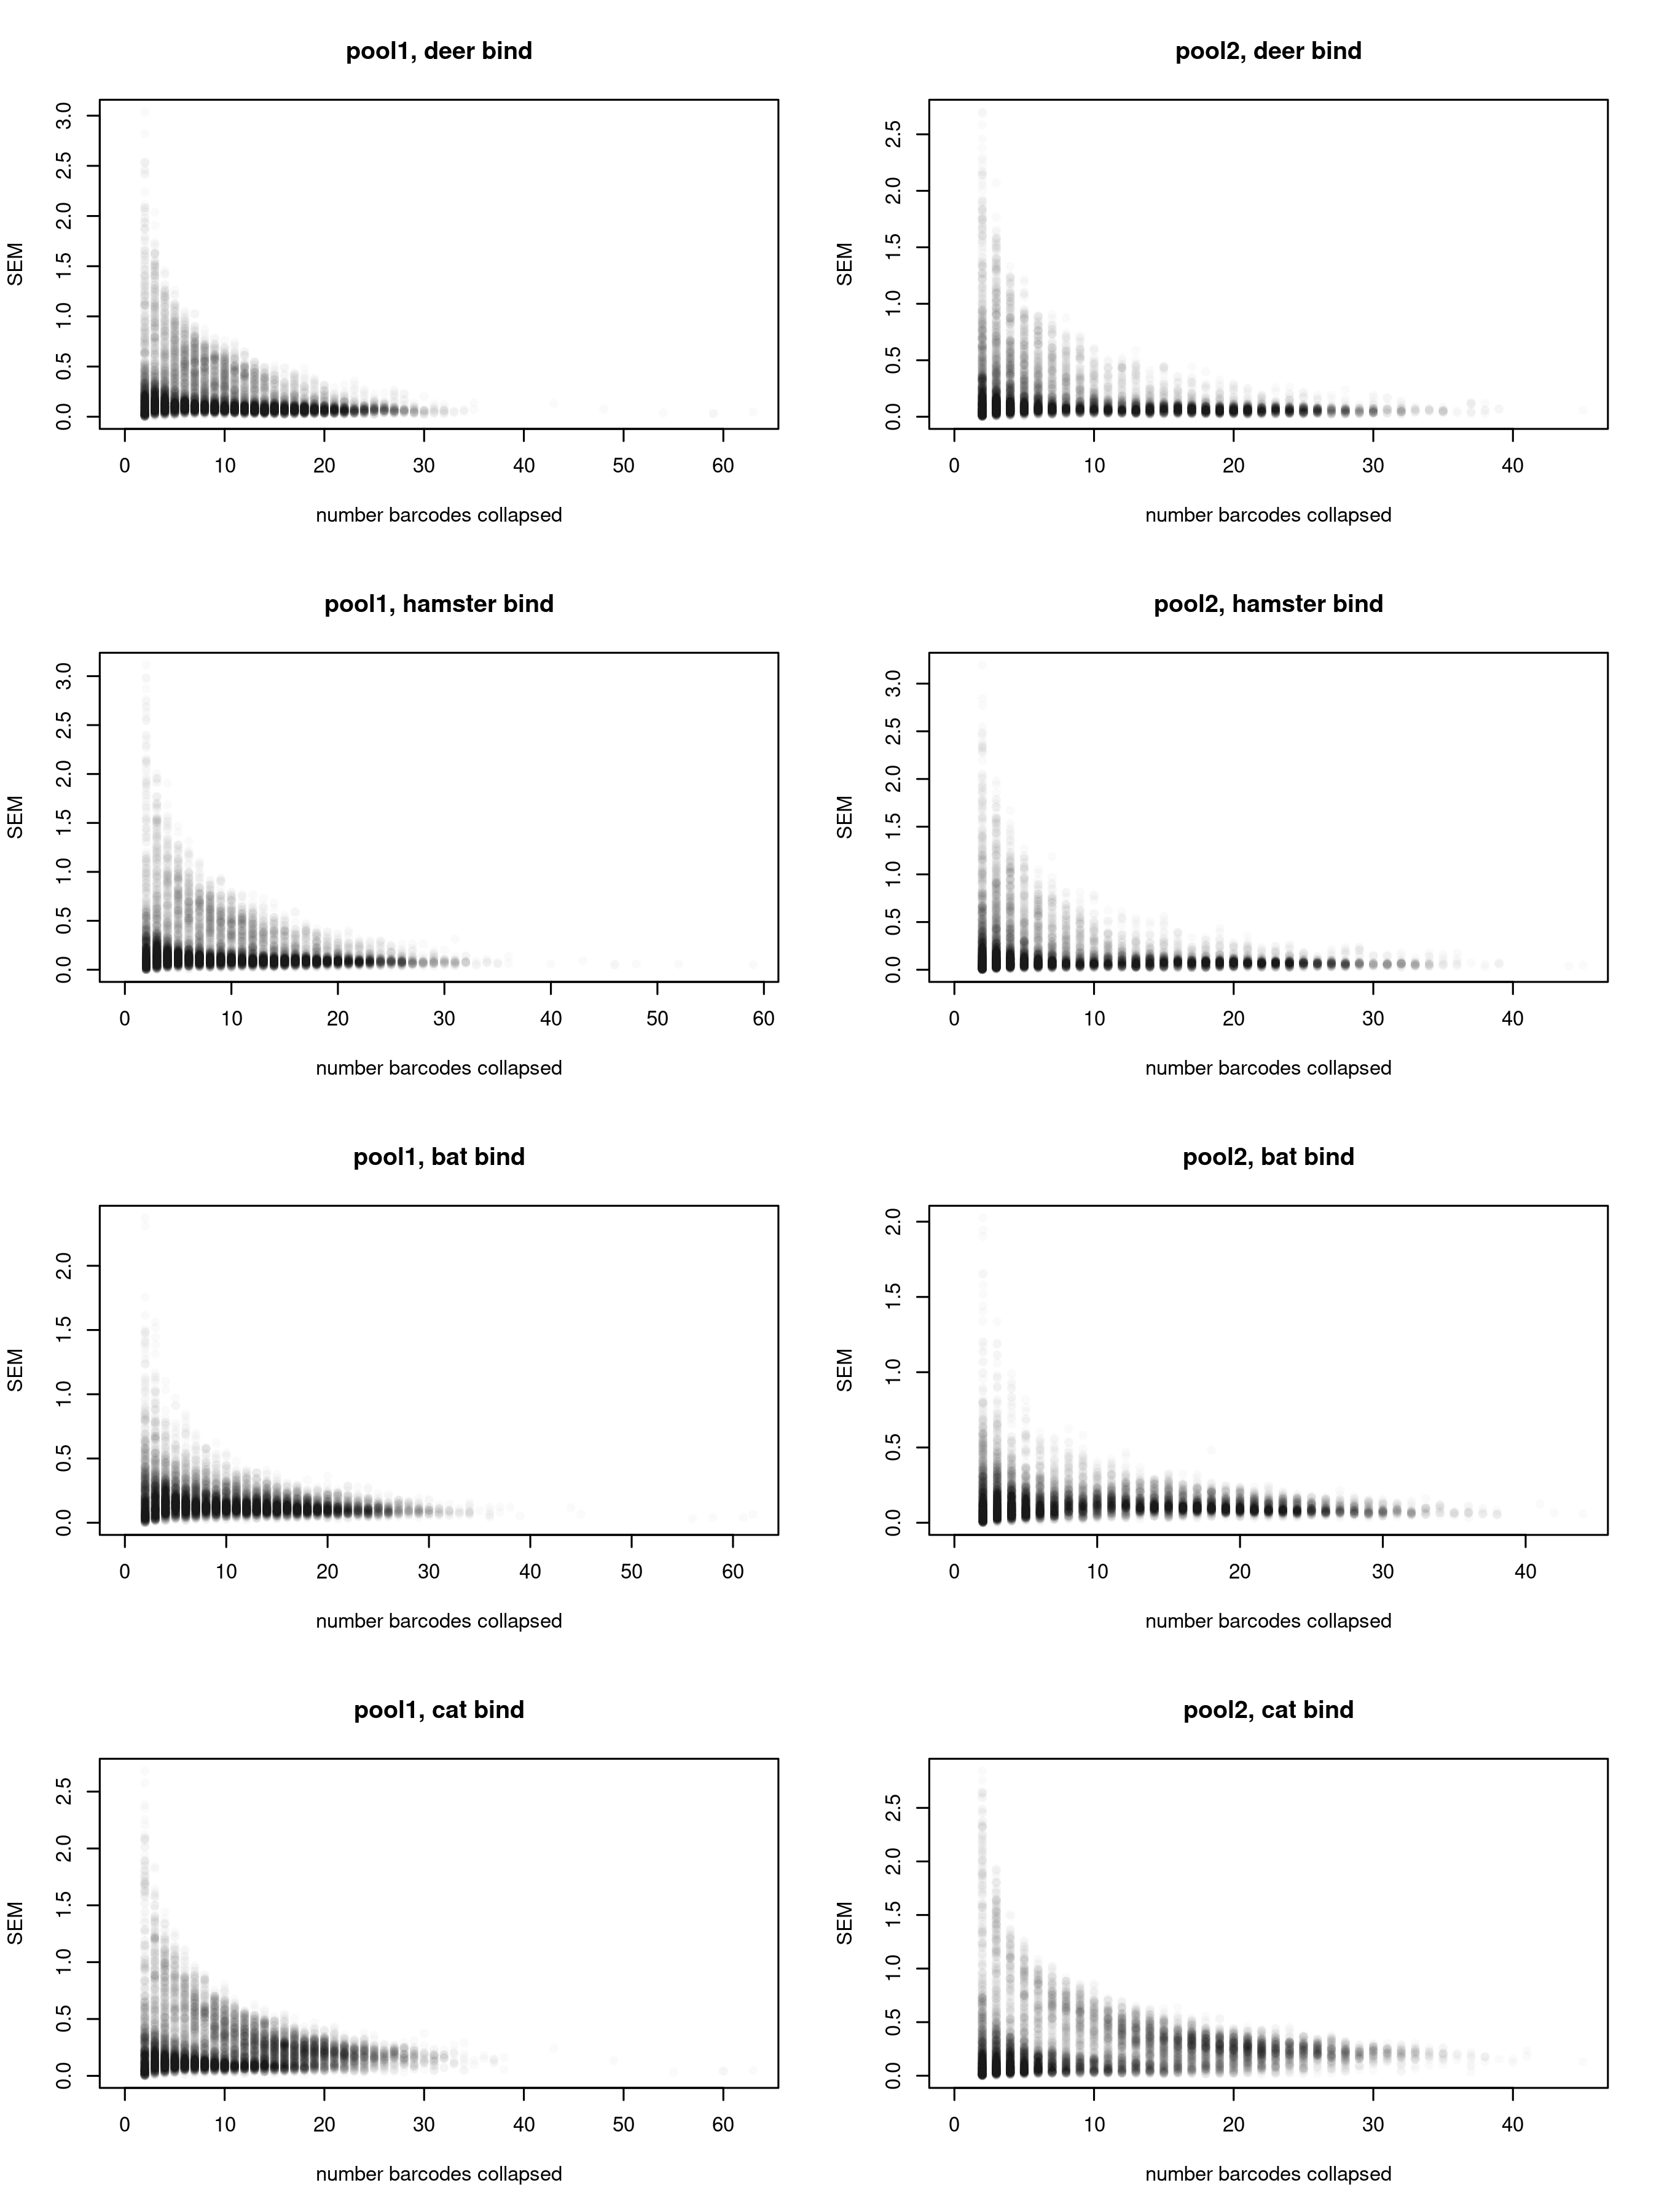 pool1, deer bind
SEM
0.0 0.5 1.0 1.5 2.0 2.5 3.0
0 10 20 30 40 50 60
number barcodes collapsed
pool2, deer bind
SEM
0.0 0.5 1.0 1.5 2.0 2.5
0 10 20 30 40
number barcodes collapsed
pool1, hamster bind
SEM
0.0 0.5 1.0 1.5 2.0 2.5 3.0
0 10 20 30 40 50 60
number barcodes collapsed
pool2, hamster bind
SEM
0.0 0.5 1.0 1.5 2.0 2.5 3.0
0 10 20 30 40
number barcodes collapsed
pool1, bat bind
SEM
0.0 0.5 1.0 1.5 2.0
0 10 20 30 40 50 60
number barcodes collapsed
pool2, bat bind
SEM
0.0 0.5 1.0 1.5 2.0
0 10 20 30 40
number barcodes collapsed
pool1, cat bind
SEM
0.0 0.5 1.0 1.5 2.0 2.5
0 10 20 30 40 50 60
number barcodes collapsed
pool2, cat bind
SEM
0.0 0.5 1.0 1.5 2.0 2.5
0 10 20 30 40
number barcodes collapsed